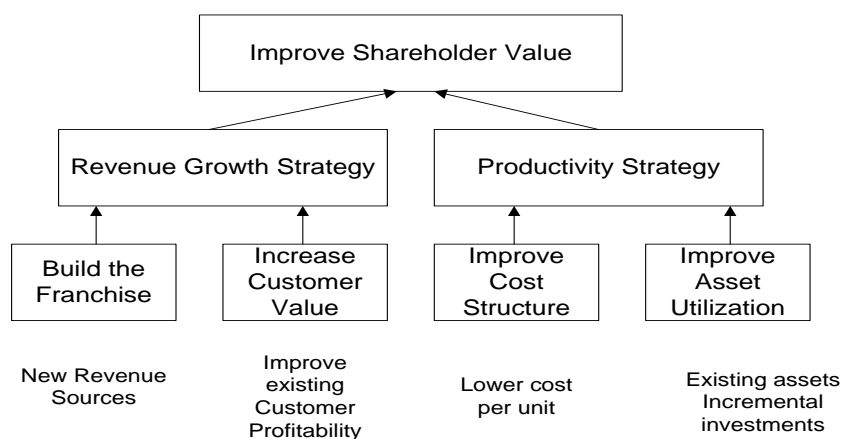 Improve Shareholder Value
Revenue Growth Strategy
Productivity Strategy
Build the
Franchise
Increase
Customer
Value
Improve
Cost
Structure
Improve
Asset
Utilization
New Revenue
Sources
Improve
existing
Customer
Profitability
Lower cost
per unit
Existing assets
Incremental
investments